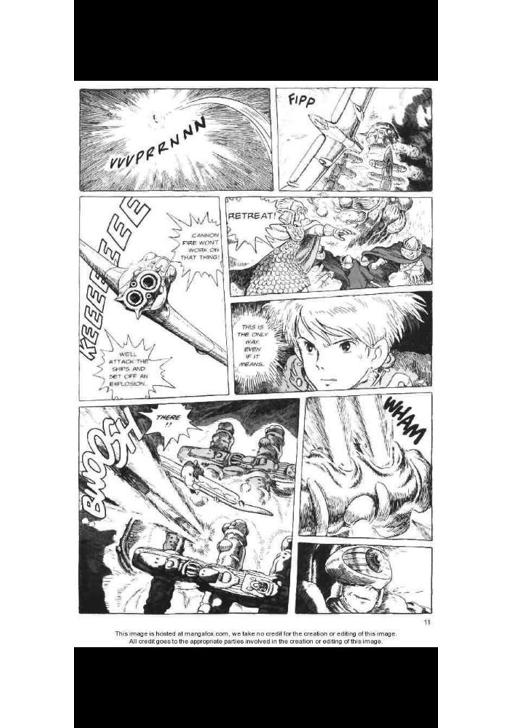 VVVPRRNNN
FIPP
KEEEEEEEE
CANNON
FIRE WON'T
WORK ON
THAT THING!
WE'LL
ATTACK THE
SHIPS AND
SET OFF AN
EXPLOSION.
RETREAT!
THIS IS
THE ONLY
WAY.
EVEN
IF IT
MEANS..
BWOOSH
THERE
!!
WHAM
11
This image is hosted at mangafox.com, we take no credit for the creation or editing of this image.
All credit goes to the appropriate parties involved in the creation or editing of this image.